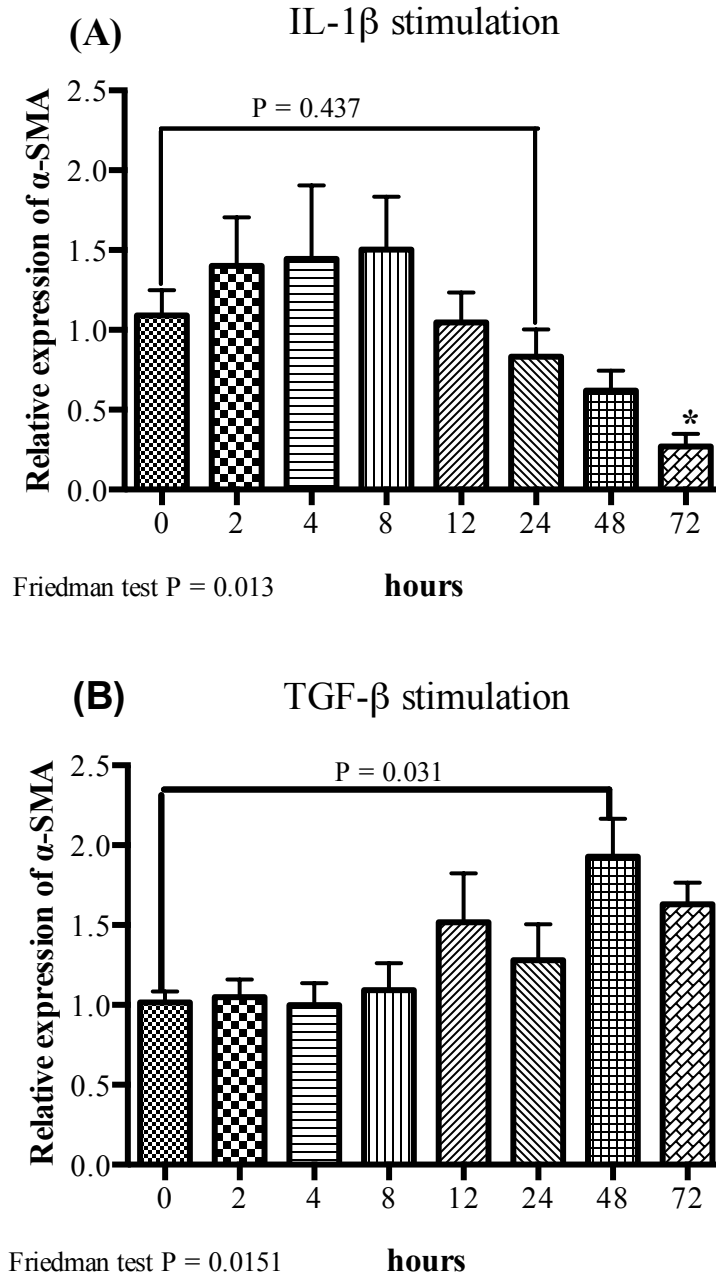 (A)
IL-1β stimulation
Relative expression of α-SMA
2.5
2.0
1.5
1.0
0.5
0.0
P = 0.437
*
0 2 4 8 12 24 48 72
Friedman test P = 0.013
hours
(B)
TGF-β stimulation
Relative expression of α-SMA
2.5
2.0
1.5
1.0
0.5
0.0
P = 0.031
0 2 4 8 12 24 48 72
Friedman test P = 0.0151
hours